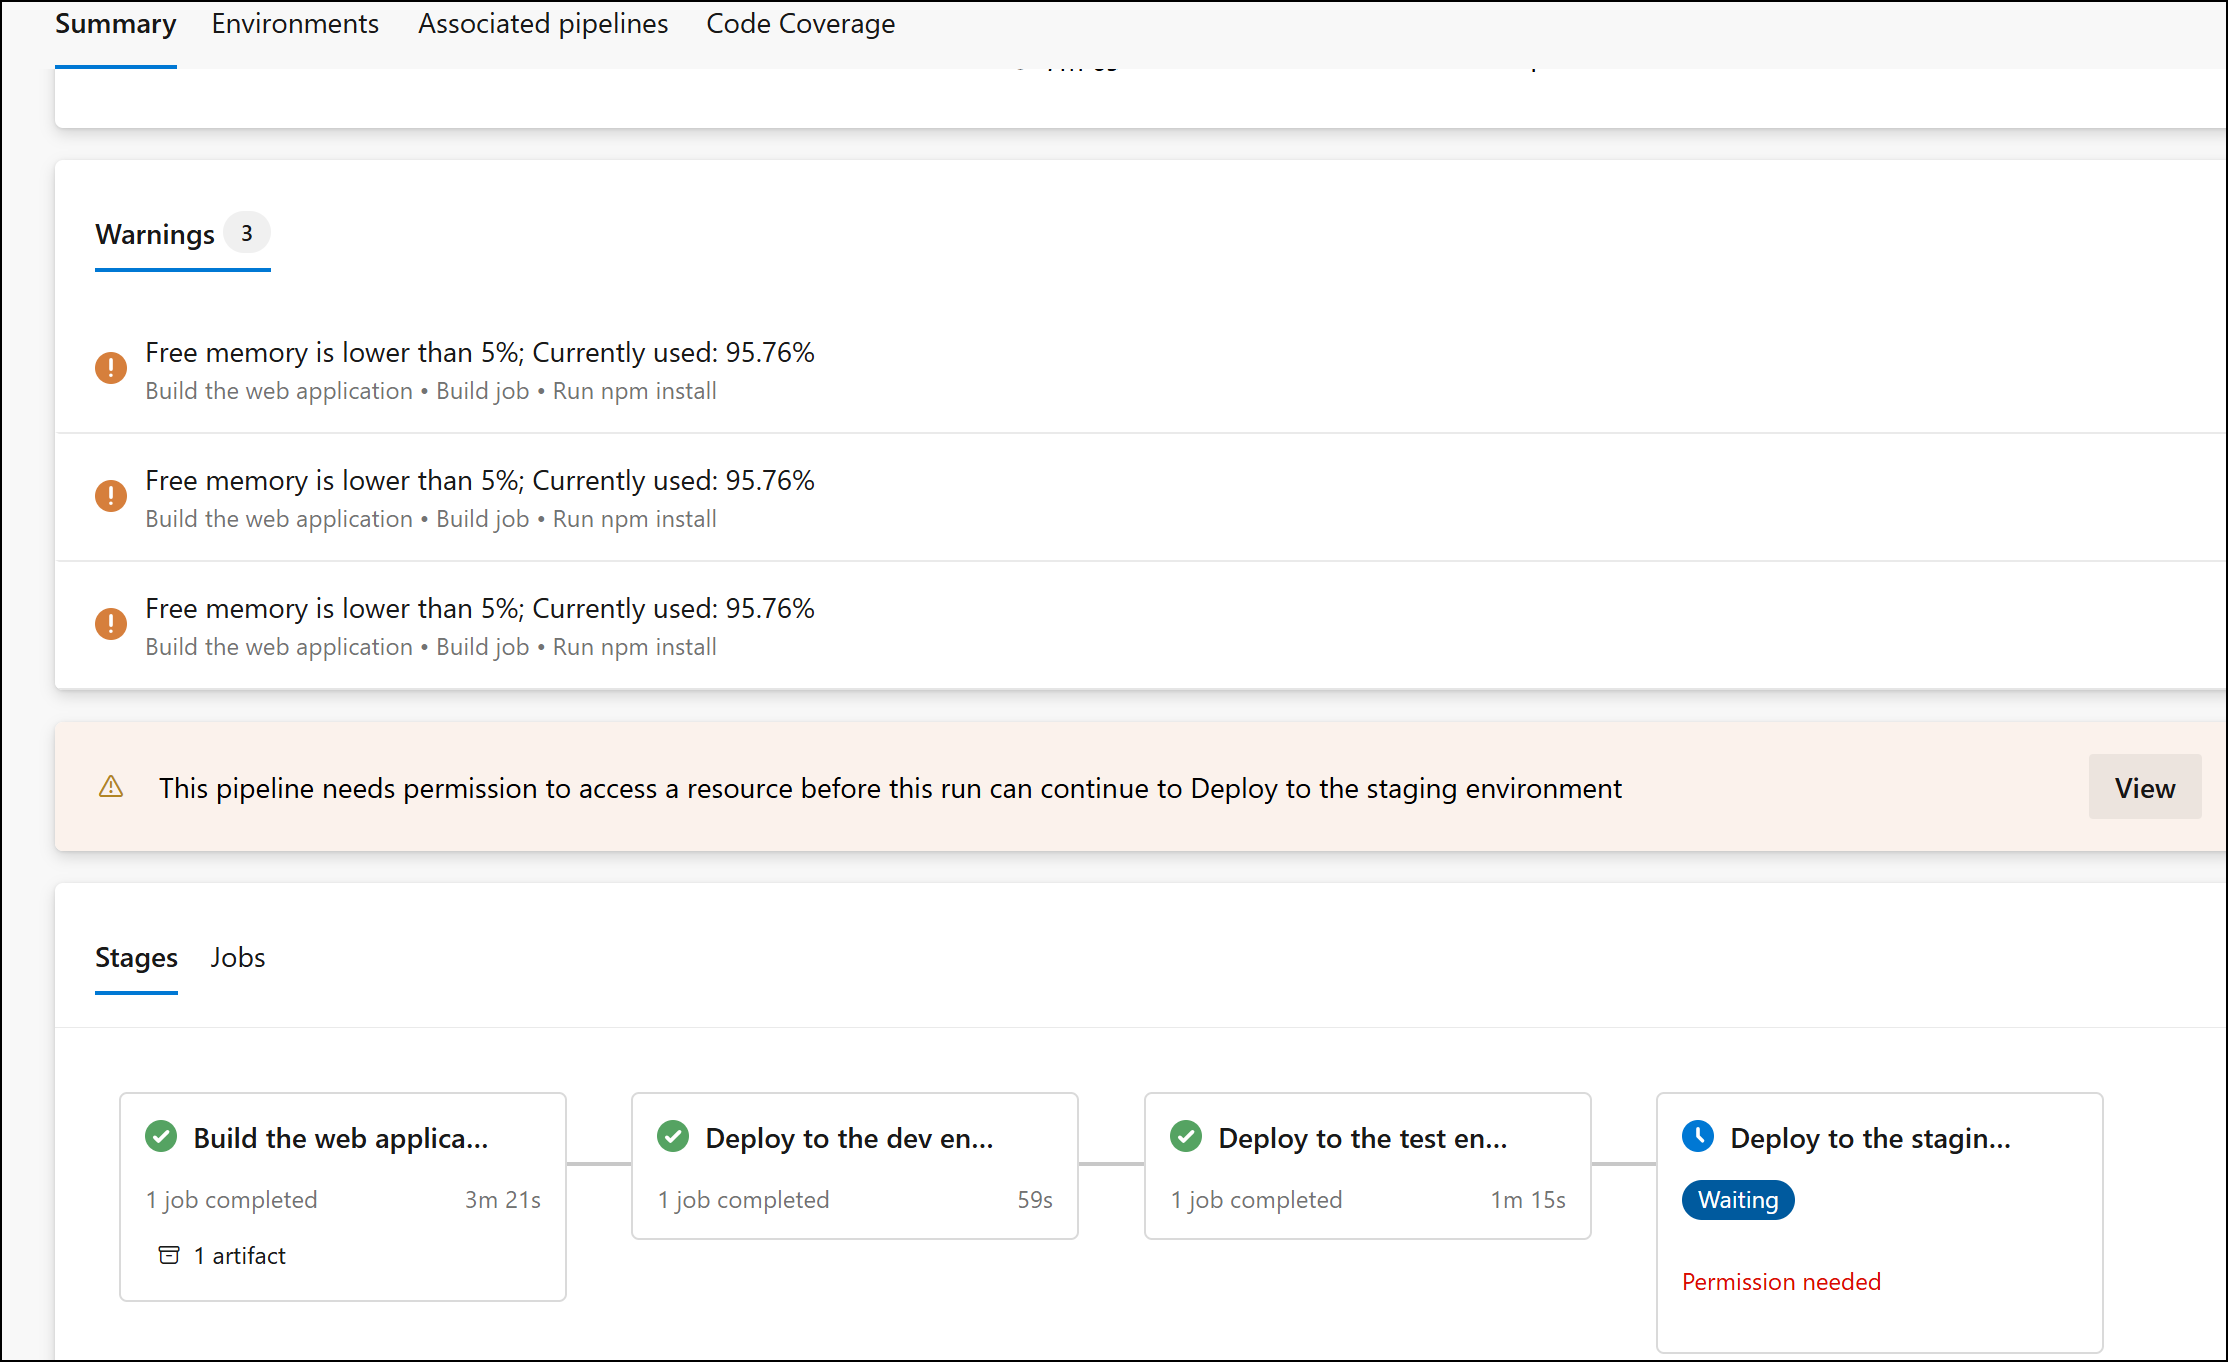 Summary Environments Associated pipelines Code Coverage
Warnings 3
Free memory is lower than 5%; Currently used: 95.76%
Build the web application • Build job • Run npm install
Free memory is lower than 5%; Currently used: 95.76%
Build the web application • Build job • Run npm install
Free memory is lower than 5%; Currently used: 95.76%
Build the web application • Build job • Run npm install
This pipeline needs permission to access a resource before this run can continue to Deploy to the staging environment View
Stages Jobs
Build the web applica...
1 job completed 3m 21s
1 artifact
Deploy to the dev en...
1 job completed 59s
Deploy to the test en...
1 job completed 1m 15s
Deploy to the stagin...
Waiting
Permission needed